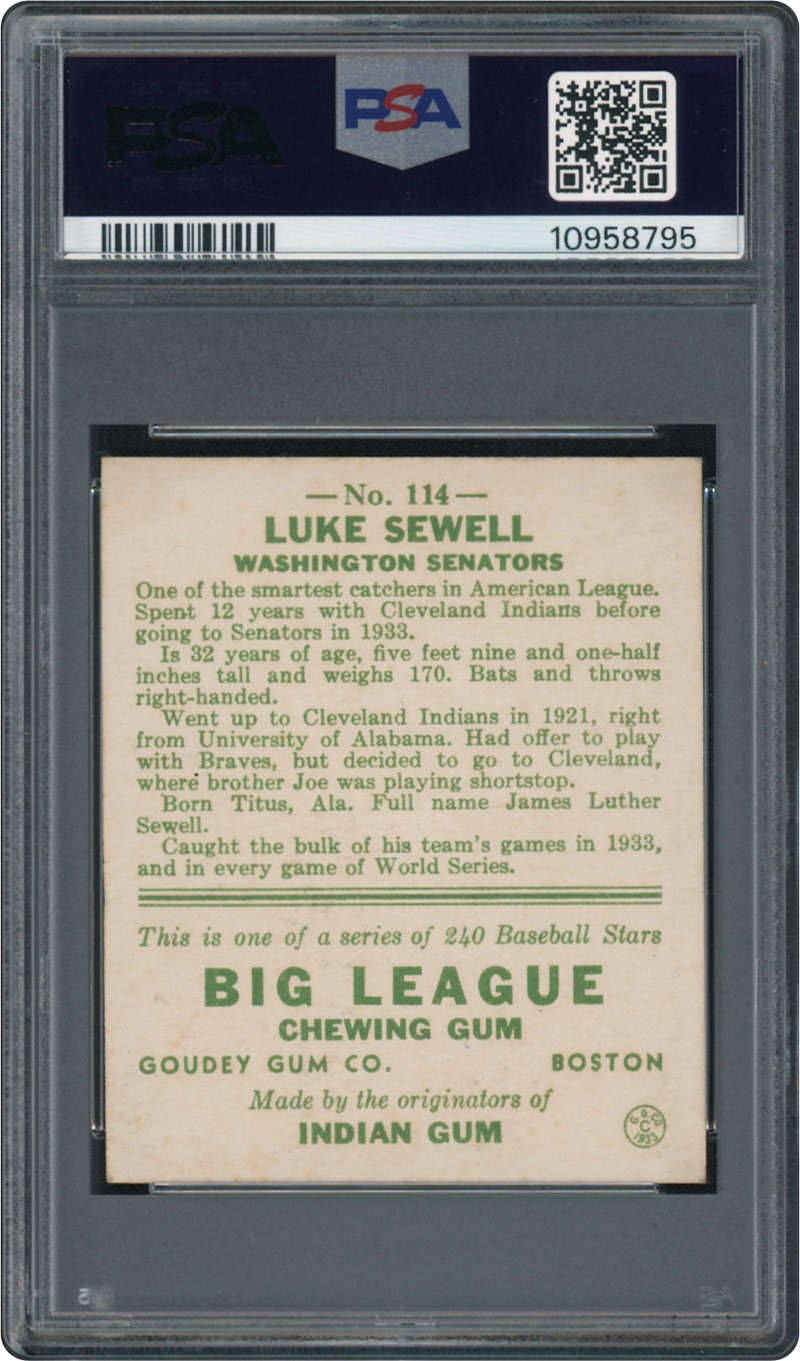 PSA
PSA
10958795
—No. 114—
LUKE SEWELL
WASHINGTON SENATORS
One of the smartest catchers in American League.
Spent 12 years with Cleveland Indians before
going to Senators in 1933.
Is 32 years of age, five feet nine and one-half
inches tall and weighs 170. Bats and throws
right-handed.
Went up to Cleveland Indians in 1921, right
from University of Alabama. Had offer to play
with Braves, but decided to go to Cleveland,
where brother Joe was playing shortstop.
Born Titus, Ala. Full name James Luther
Sewell.
Caught the bulk of his team's games in 1933,
and in every game of World Series.
This is one of a series of 240 Baseball Stars
BIG LEAGUE
CHEWING GUM
GOUDEY GUM CO. BOSTON
Made by the originators of
INDIAN GUM
G. G. CO.
C
1933